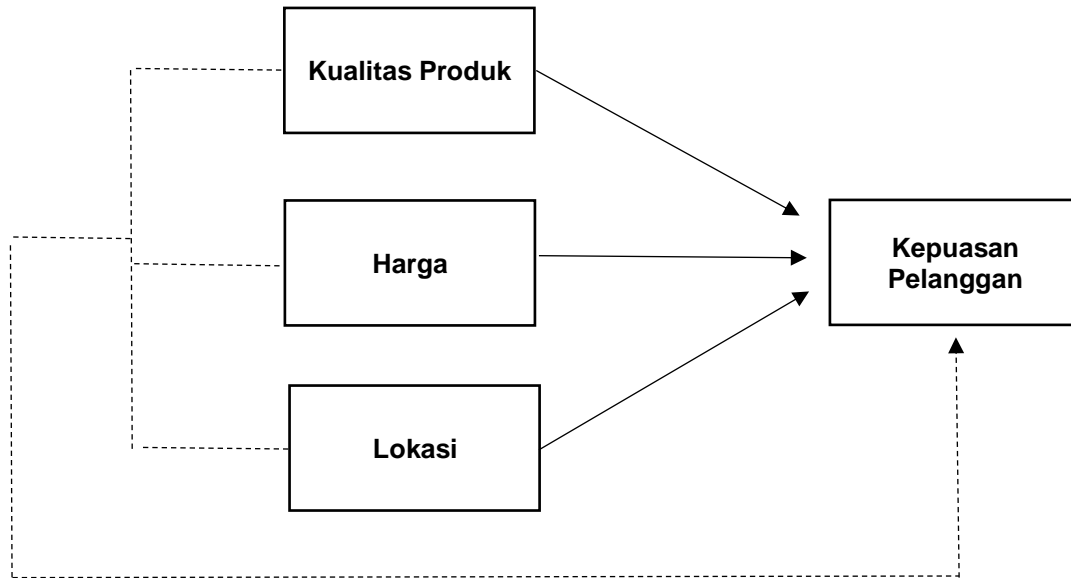 Kualitas Produk
Harga
Kepuasan
Pelanggan
Lokasi